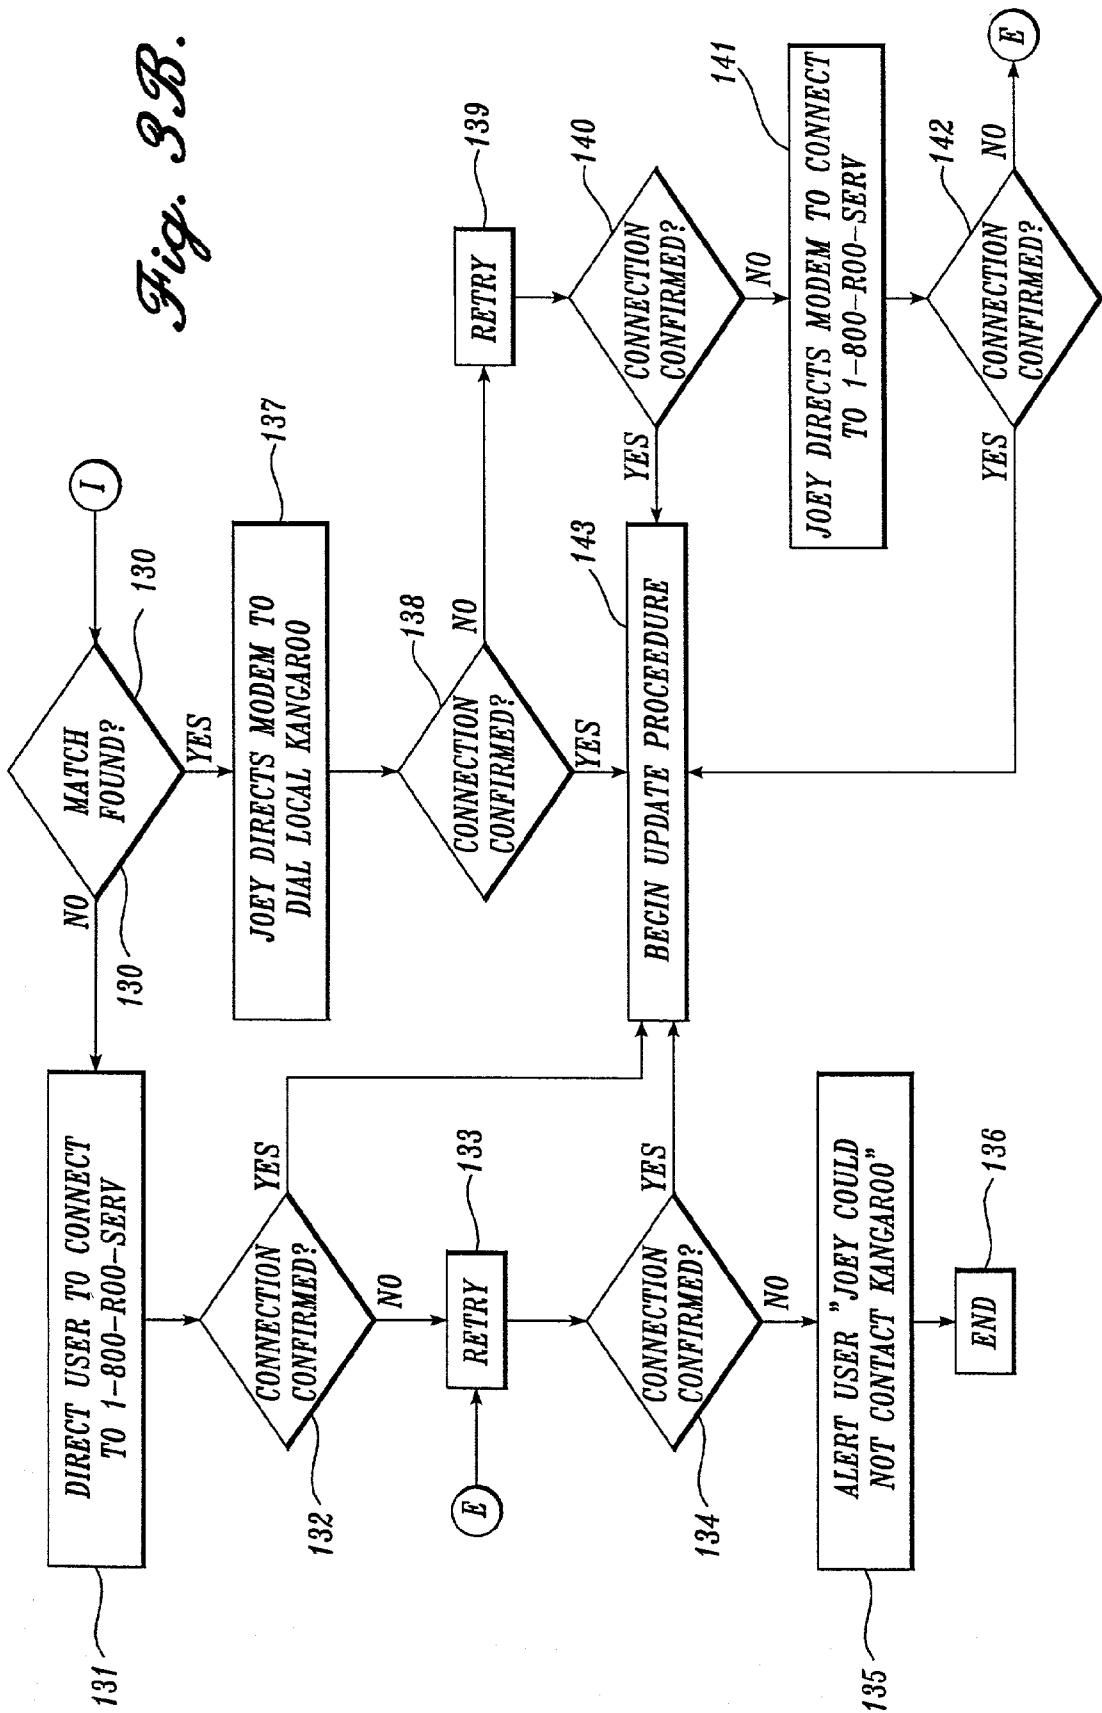 Fig. 3B.
I
MATCH
FOUND?
130
130
NO
YES
DIRECT USER TO CONNECT
TO 1-800-ROO-SERV
131
CONNECTION
CONFIRMED?
132
YES
NO
RETRY
133
E
CONNECTION
CONFIRMED?
134
YES
NO
ALERT USER "JOEY COULD
NOT CONTACT KANGAROO"
135
END
136
JOEY DIRECTS MODEM TO
DIAL LOCAL KANGAROO
137
CONNECTION
CONFIRMED?
138
NO
YES
RETRY
139
CONNECTION
CONFIRMED?
140
YES
NO
JOEY DIRECTS MODEM TO CONNECT
TO 1-800-ROO-SERV
141
CONNECTION
CONFIRMED?
142
YES
NO
E
BEGIN UPDATE PROCEEDURE
143